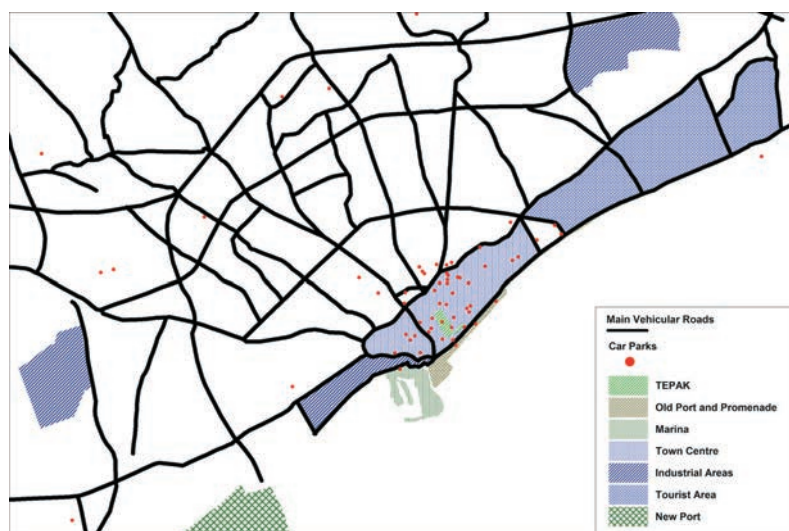 Main Vehicular Roads
Car Parks
TEPAK
Old Port and Promenade
Marina
Town Centre
Industrial Areas
Tourist Area
New Port